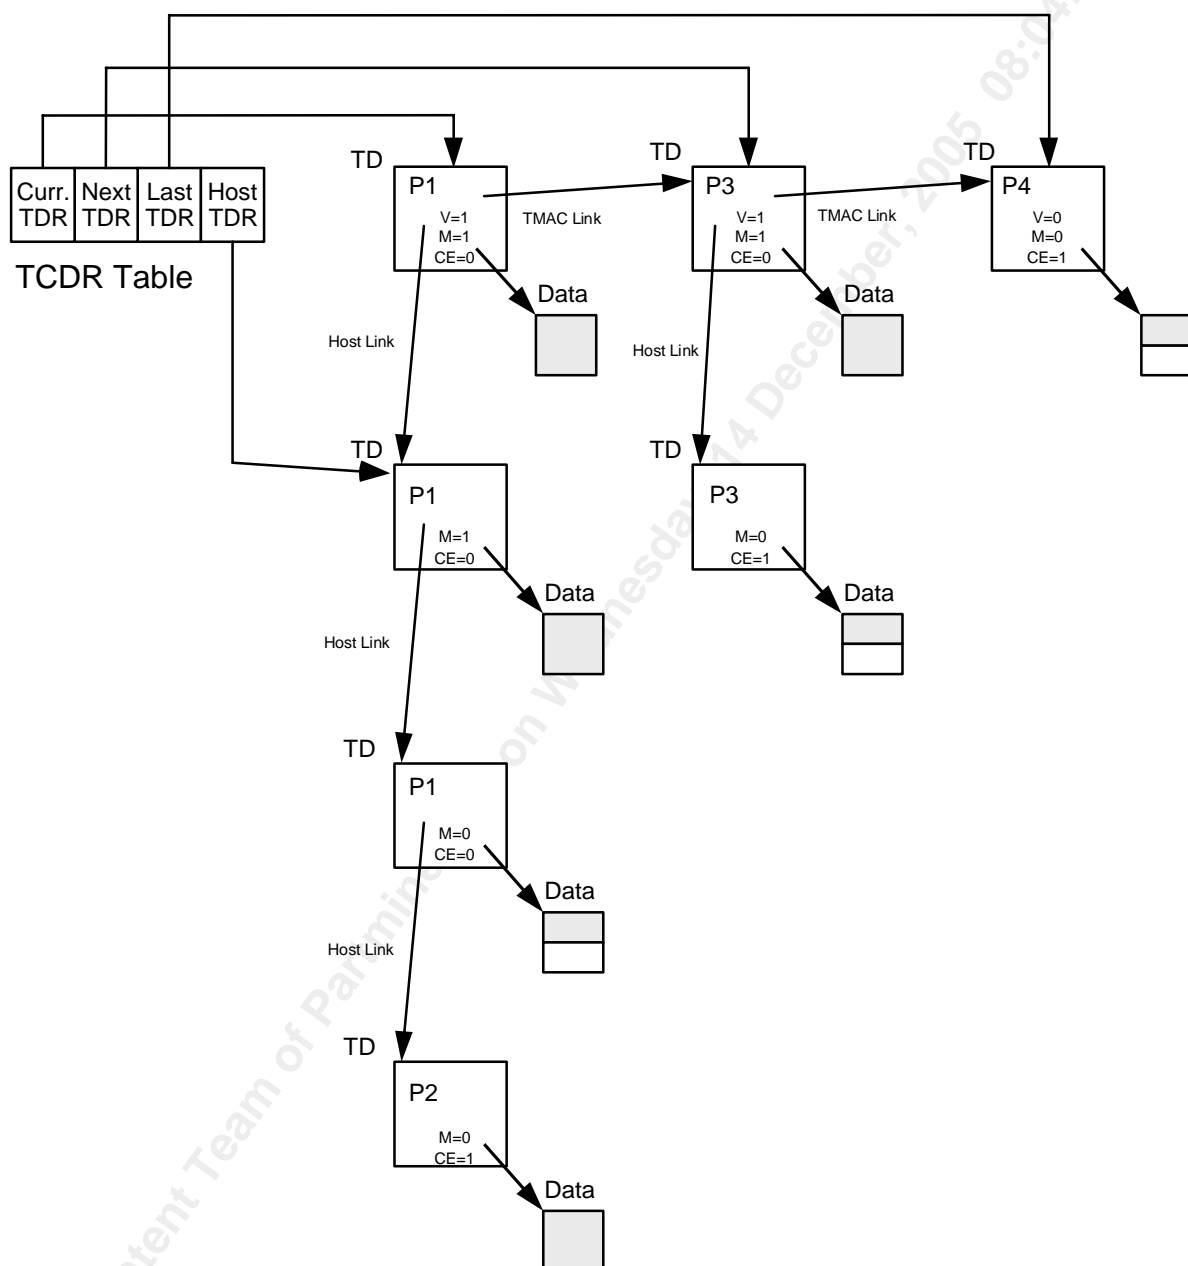 TD
TD
TD
Curr.
TDR
Next
TDR
Last
TDR
Host
TDR
TCDR Table
P1
V=1
M=1
CE=0
TMAC Link
P3
V=1
M=1
CE=0
TMAC Link
P4
V=0
M=0
CE=1
Data
Data
Host Link
Host Link
TD
TD
P1
M=1
CE=0
P3
M=0
CE=1
Data
Data
Host Link
TD
P1
M=0
CE=0
Data
Host Link
TD
P2
M=0
CE=1
Data